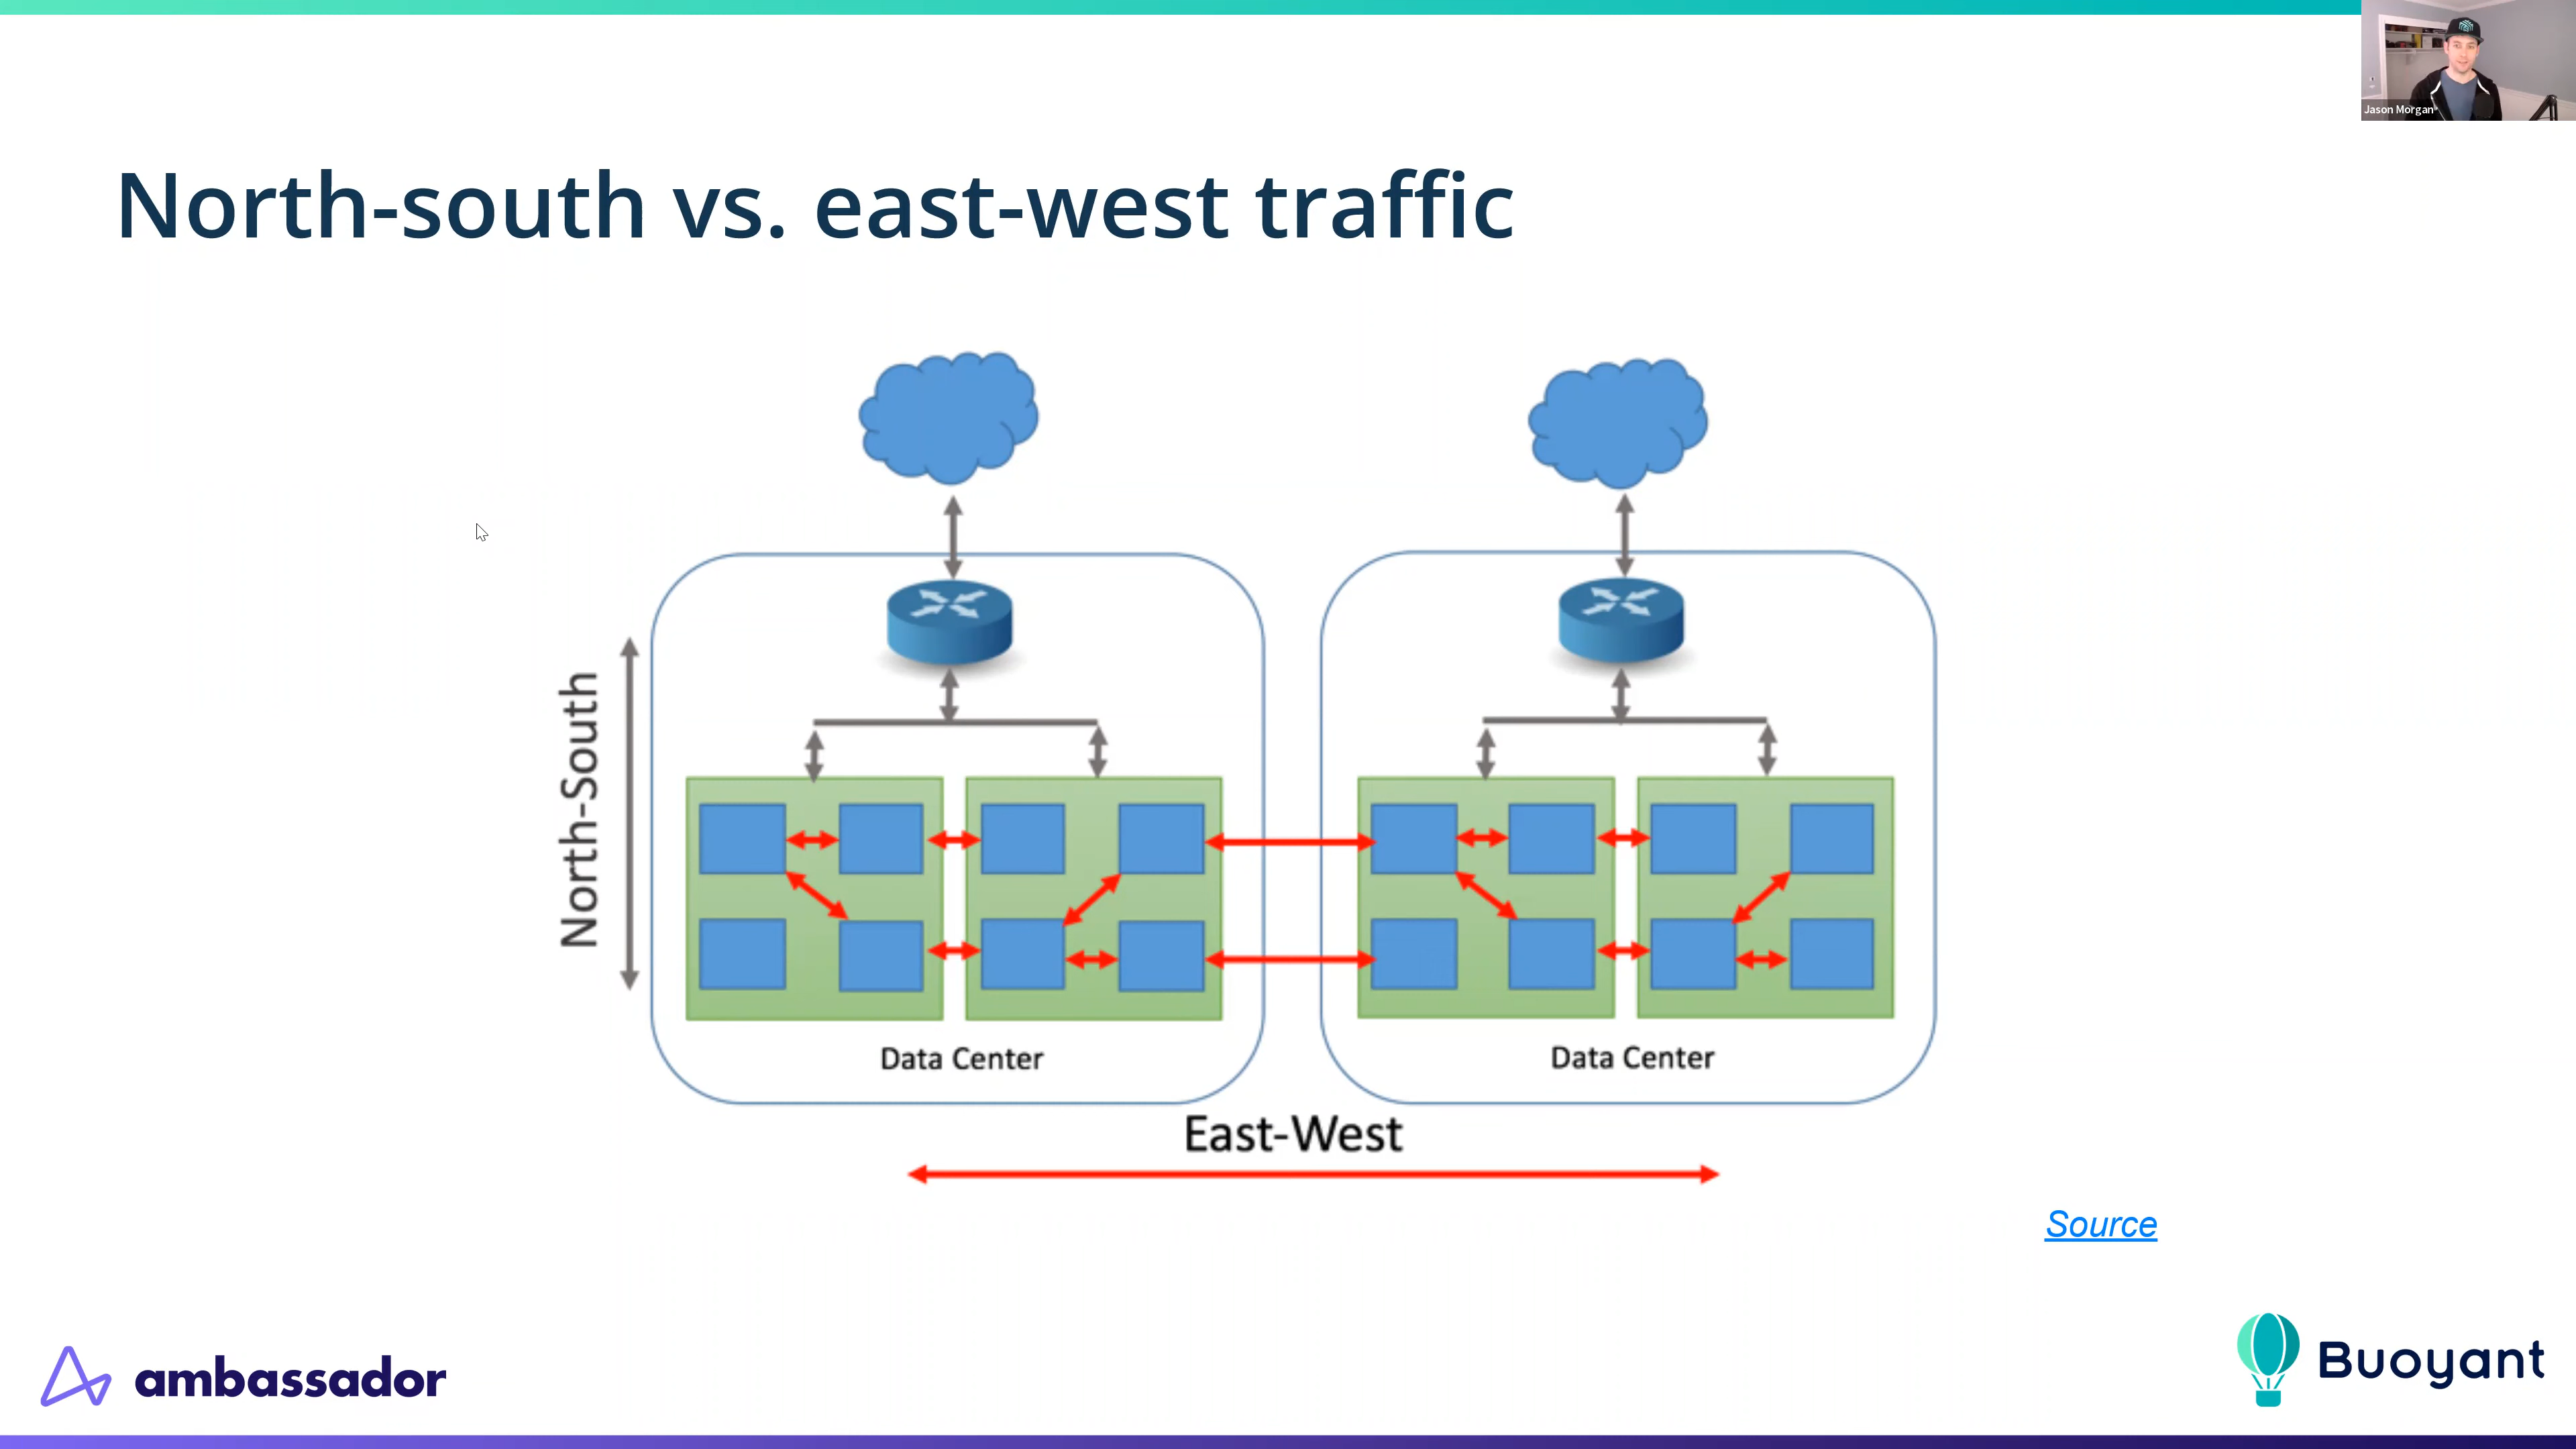 Jason Morgan
North-south vs. east-west traffic
North-South
Data Center
Data Center
East-West
Source
ambassador
Buoyant